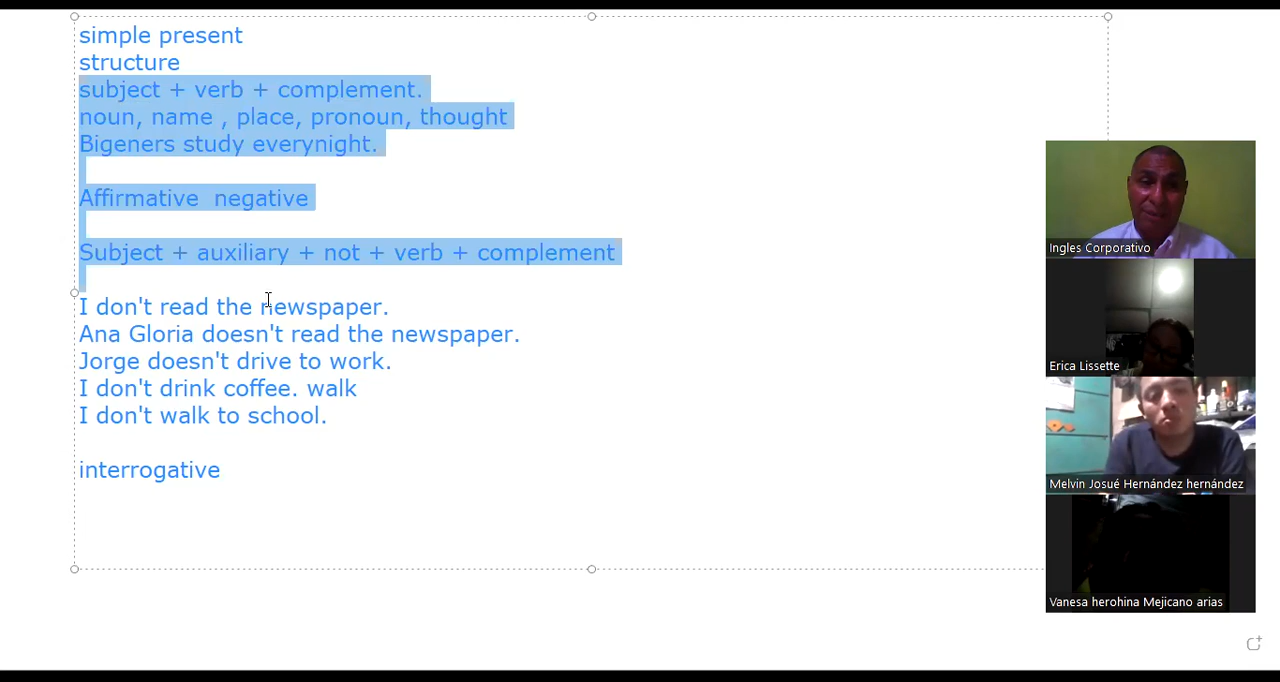 simple present
structure
subject + verb + complement.
noun, name , place, pronoun, thought
Bigeners study everynight.
Affirmative  negative
Subject + auxiliary + not + verb + complement
I don't read the newspaper.
Ana Gloria doesn't read the newspaper.
Jorge doesn't drive to work.
I don't drink coffee. walk
I don't walk to school.
interrogative
Ingles Corporativo
Erica Lissette
Melvin Josué Hernández hernández
Vanesa herohina Mejicano arias